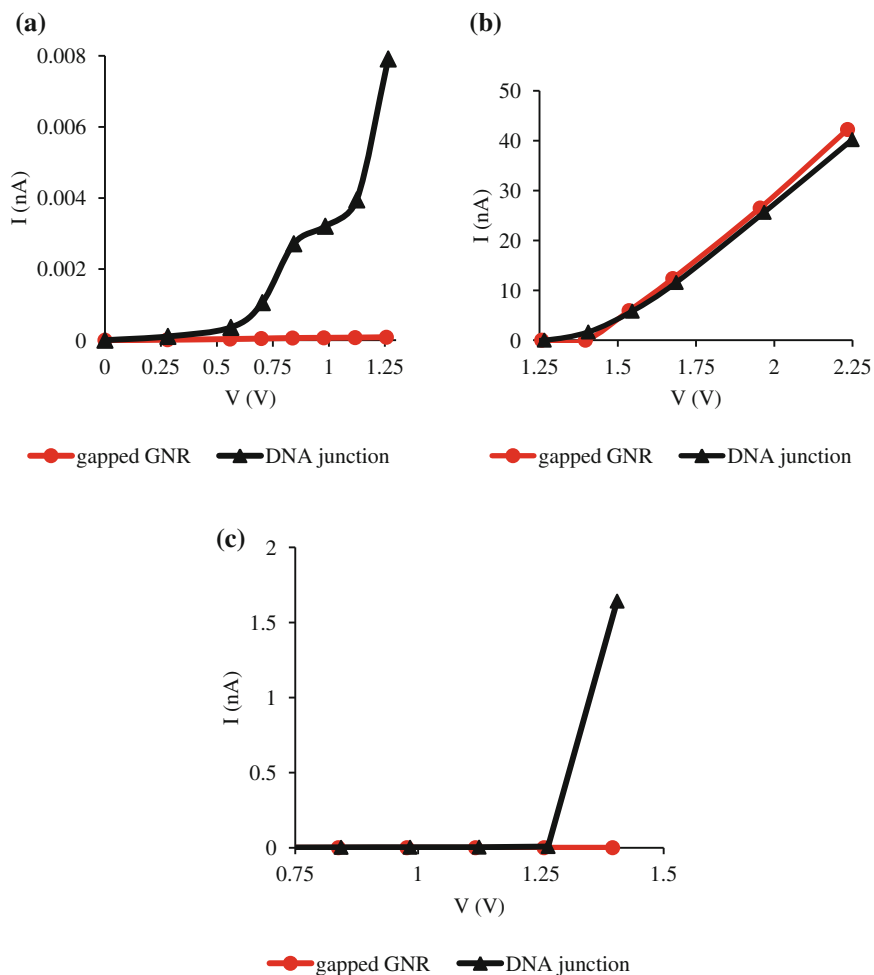 (a)
0.008
0.006
0.004
0.002
0
I (nA)
0 0.25 0.5 0.75 1 1.25
V (V)
gapped GNR DNA junction
(b)
50
40
30
20
10
0
I (nA)
1.25 1.5 1.75 2 2.25
V (V)
gapped GNR DNA junction
(c)
2
1.5
1
0.5
0
I (nA)
0.75 1 1.25 1.5
V (V)
gapped GNR DNA junction